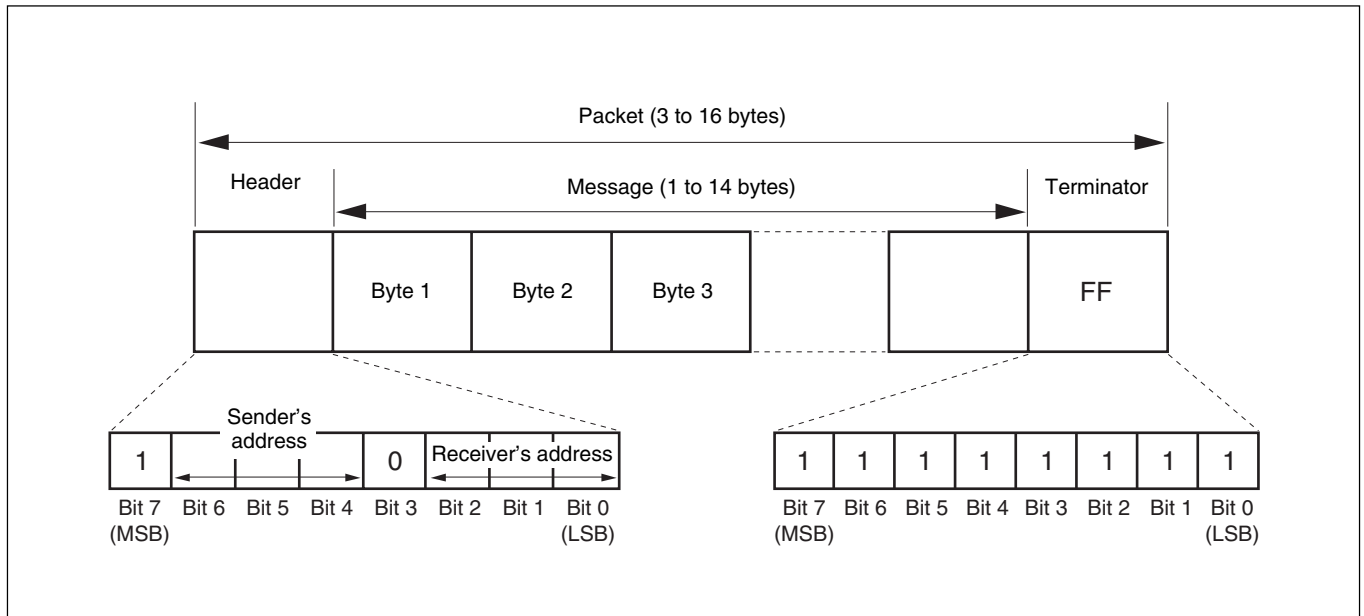 Packet (3 to 16 bytes)
Header
Message (1 to 14 bytes)
Terminator
Byte 1
Byte 2
Byte 3
FF
Sender's
address
1
0
Receiver's address
Bit 7
(MSB)
Bit 6
Bit 5
Bit 4
Bit 3
Bit 2
Bit 1
Bit 0
(LSB)
1 1 1 1 1 1 1 1
Bit 7
(MSB)
Bit 6
Bit 5
Bit 4
Bit 3
Bit 2
Bit 1
Bit 0
(LSB)